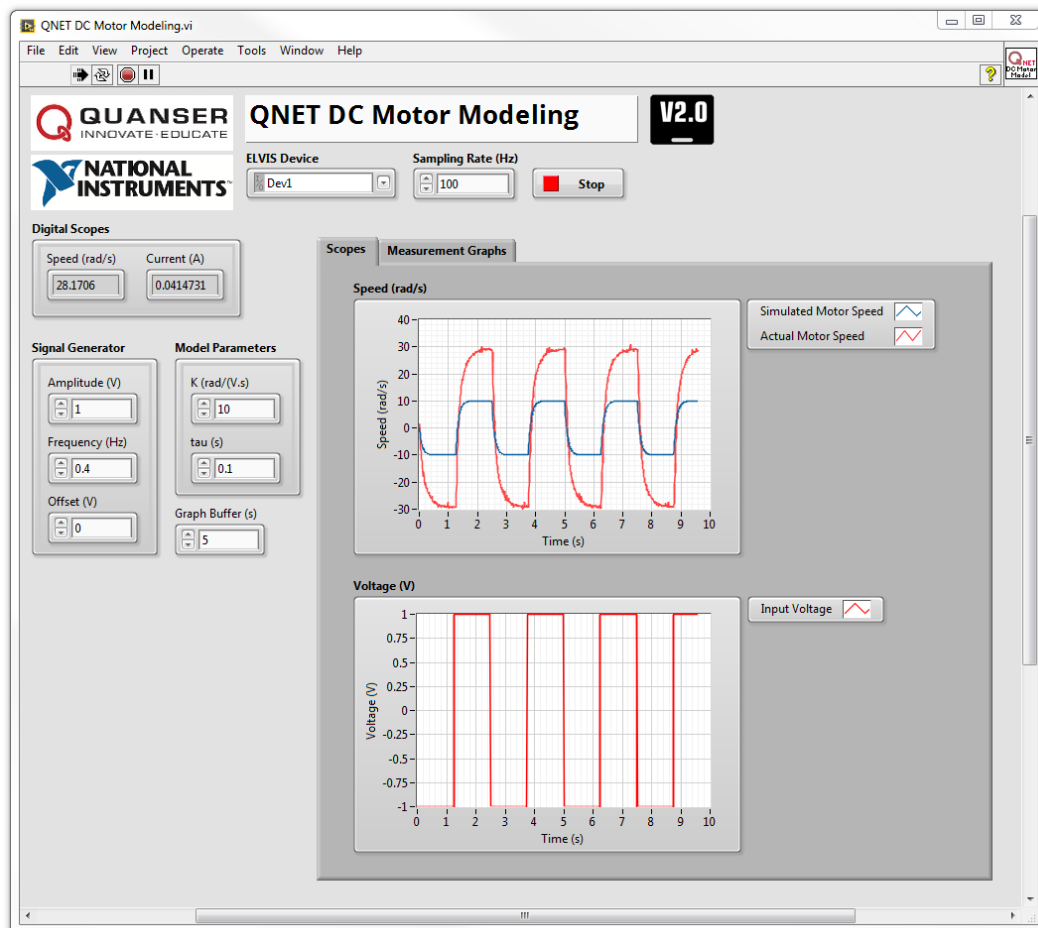 QNET DC Motor Modeling.vi
File Edit View Project Operate Tools Window Help
QNET
DC Motor
Model
QUANSER
INNOVATE·EDUCATE
QNET DC Motor Modeling
V2.0
NATIONAL
INSTRUMENTS™
ELVIS Device
Dev1
Sampling Rate (Hz)
100
Stop
Digital Scopes
Speed (rad/s) Current (A)
28.1706 0.0414731
Signal Generator
Amplitude (V)
1
Frequency (Hz)
0.4
Offset (V)
0
Model Parameters
K (rad/(V.s)
10
tau (s)
0.1
Graph Buffer (s)
5
Scopes Measurement Graphs
Speed (rad/s)
40
30
20
10
0
-10
-20
-30
Speed (rad/s)
0 1 2 3 4 5 6 7 8 9 10
Time (s)
Simulated Motor Speed
Actual Motor Speed
Voltage (V)
1
0.75
0.5
0.25
0
-0.25
-0.5
-0.75
-1
Voltage (V)
0 1 2 3 4 5 6 7 8 9 10
Time (s)
Input Voltage